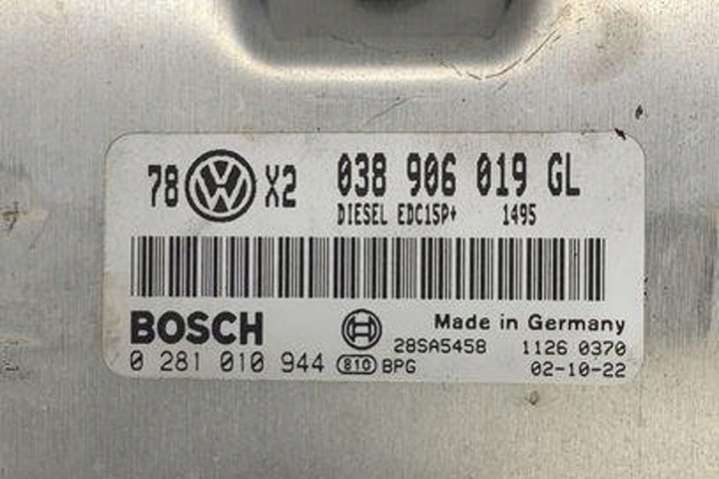 78 VW X2 038 906 019 GL
DIESEL EDC15P+ 1495
BOSCH Made in Germany
28SA5458 1126 0370
0 281 010 944 810 BPG 02-10-22